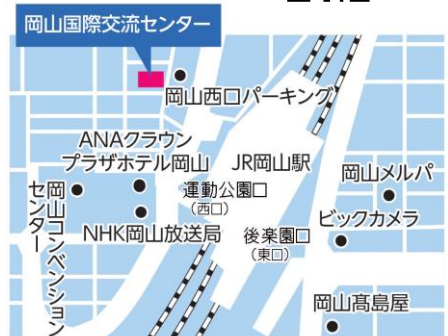 岡山国際交流センター
岡山西口パーキング
ANAクラウン
プラザホテル岡山
JR岡山駅
岡山メルパ
運動公園口
(西口)
岡山コンベンション
センター
ビックカメラ
NHK岡山放送局
後楽園口
(東口)
岡山髙島屋